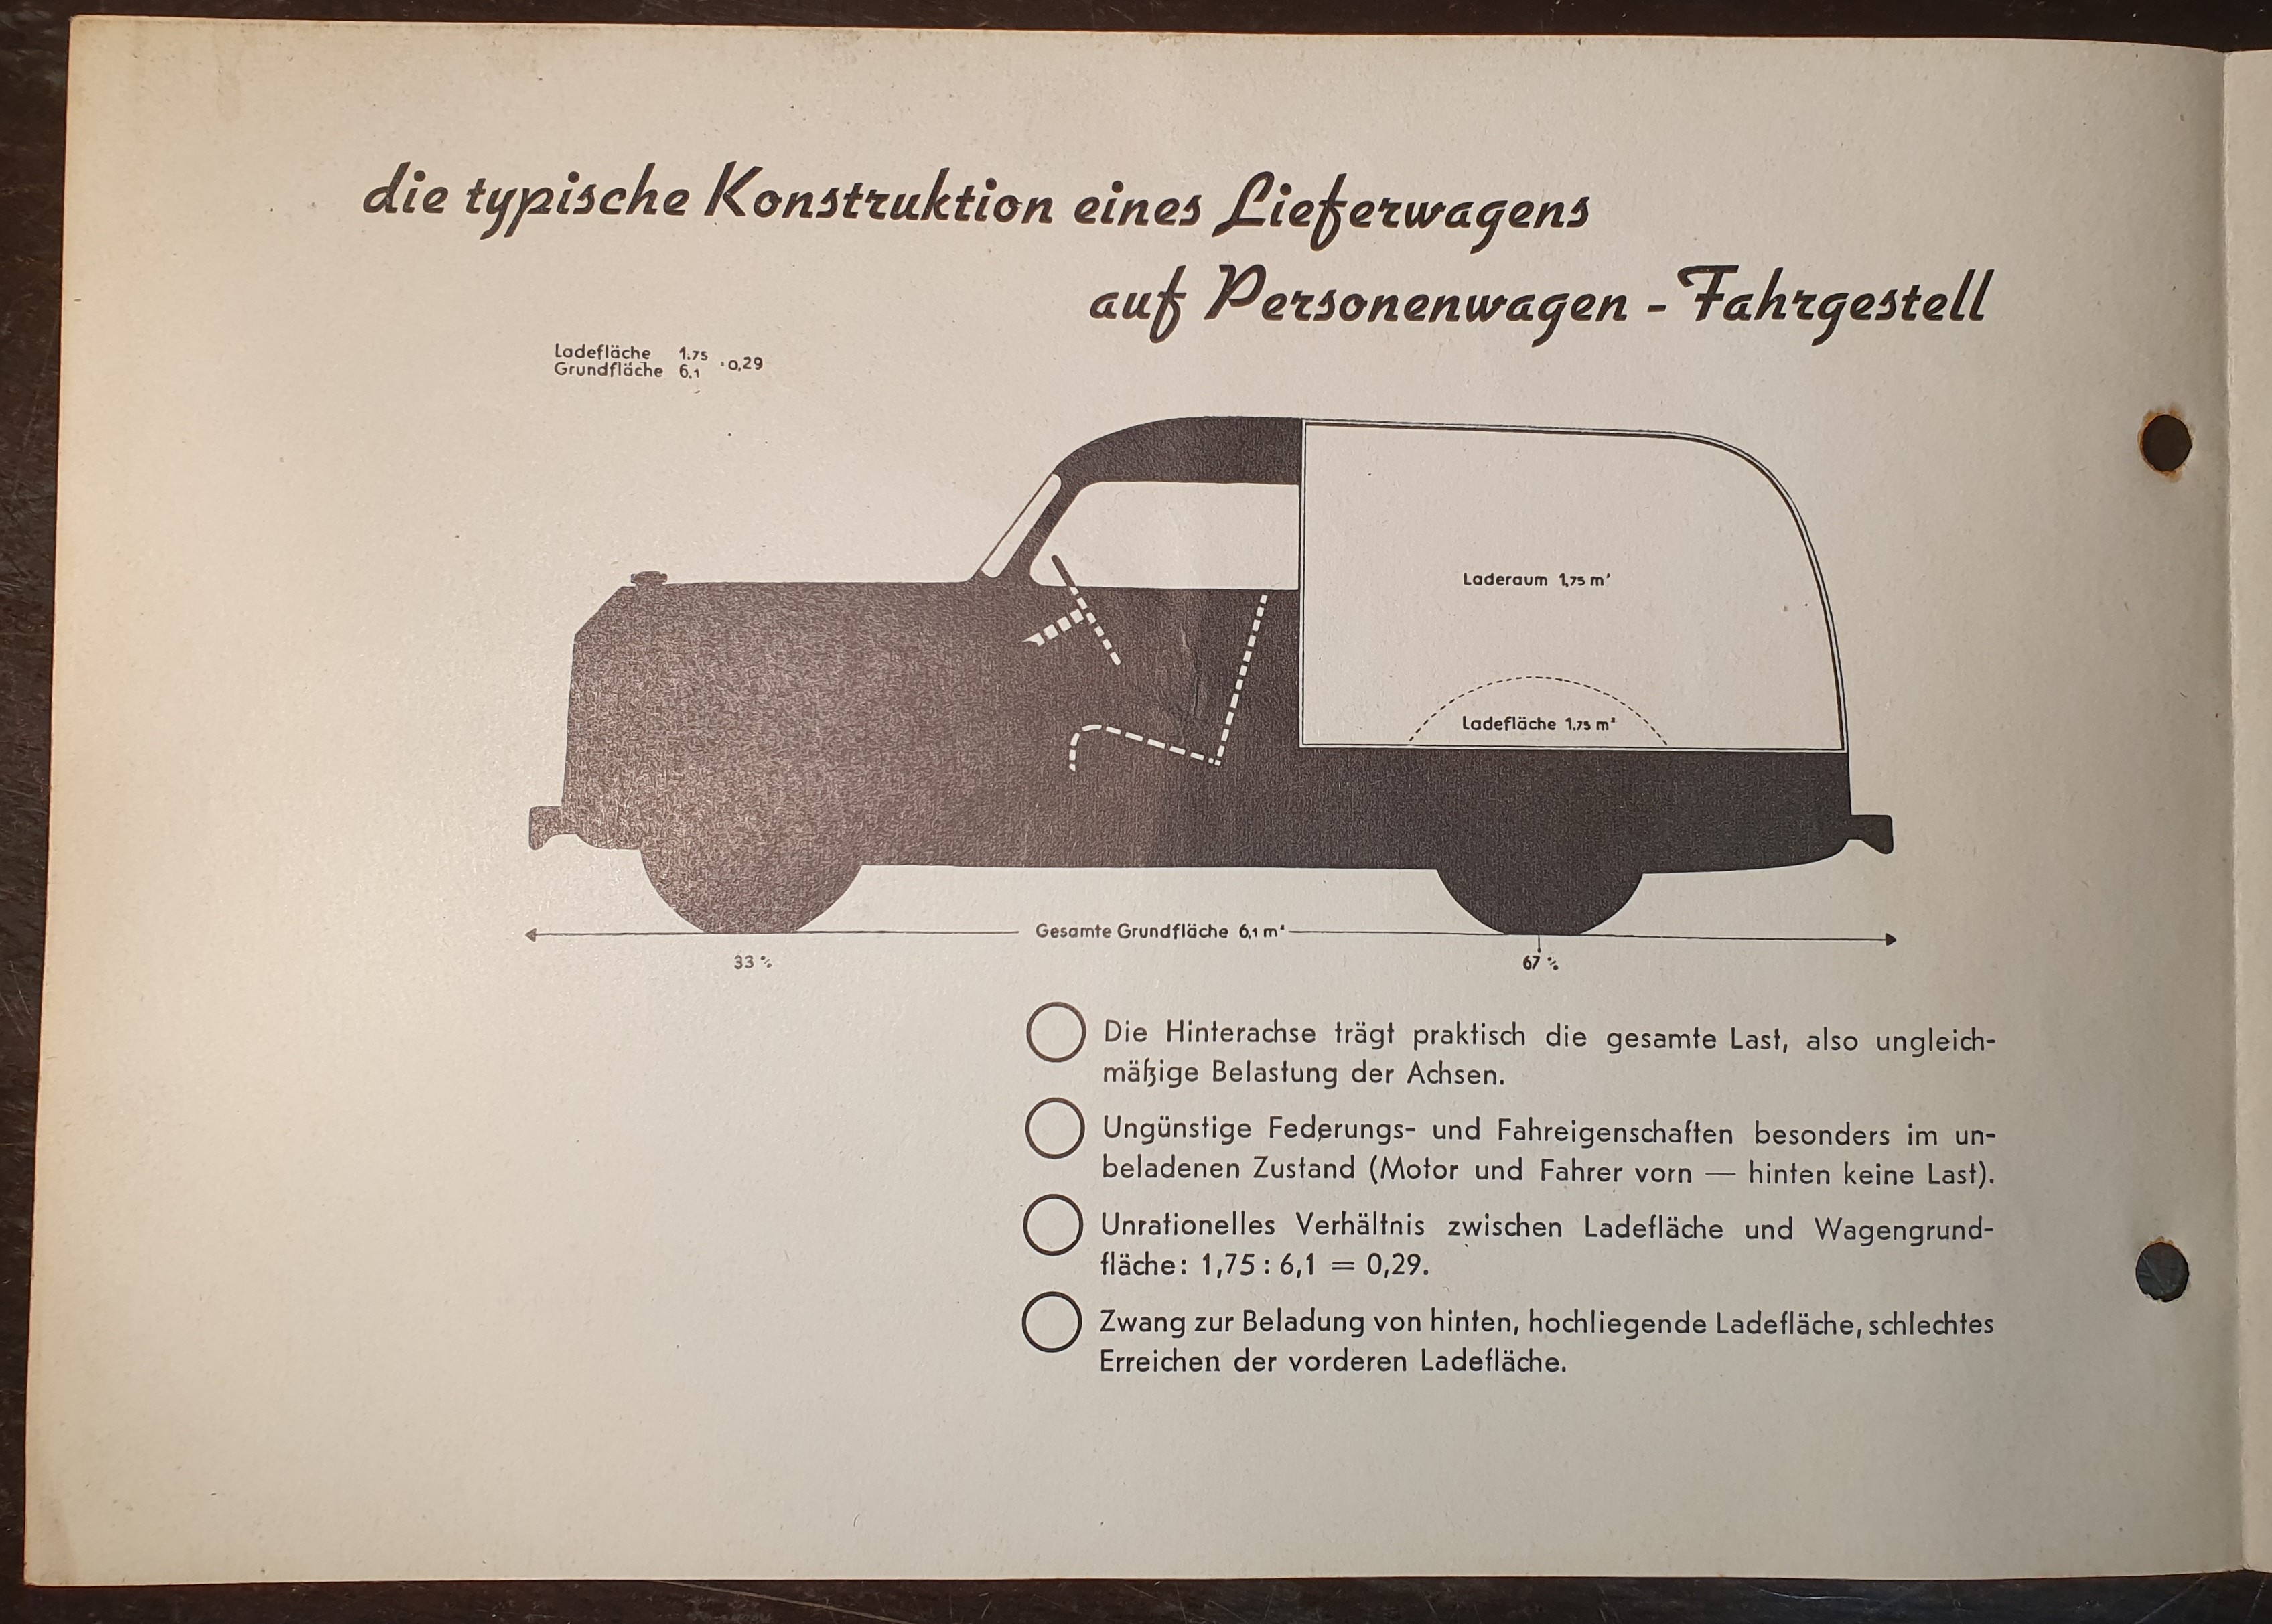 die typische Konstruktion eines Lieferwagens
auf Personenwagen - Fahrgestell
Ladefläche 1.75
Grundfläche 6,1 · 0,29
Laderaum 1,75 m³
Ladefläche 1.75 m²
Gesamte Grundfläche 6,1 m²
33 % 67 %
Die Hinterachse trägt praktisch die gesamte Last, also ungleich-
mäßige Belastung der Achsen.
Ungünstige Federungs- und Fahreigenschaften besonders im un-
beladenen Zustand (Motor und Fahrer vorn — hinten keine Last).
Unrationelles Verhältnis zwischen Ladefläche und Wagengrund-
fläche: 1,75 : 6,1 = 0,29.
Zwang zur Beladung von hinten, hochliegende Ladefläche, schlechtes
Erreichen der vorderen Ladefläche.